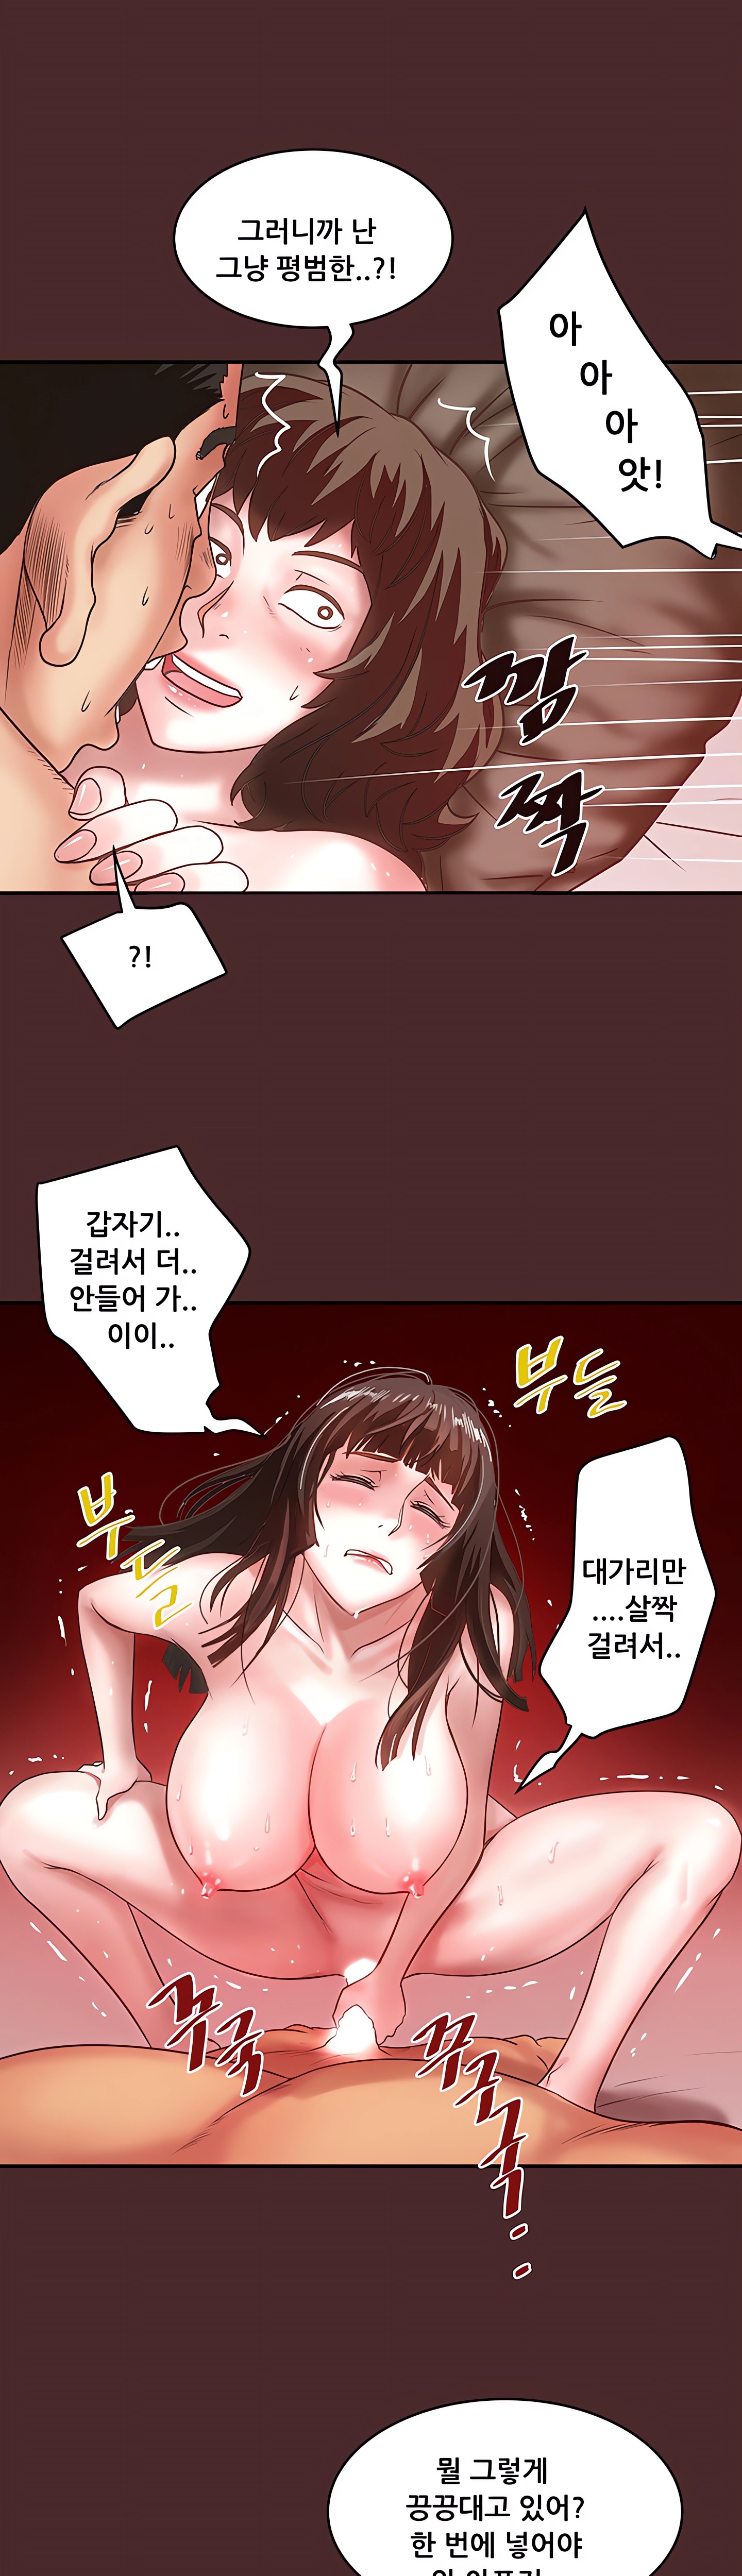 그러니까 난
그냥 평범한..?!
아
아
아
앗!
깜
짝
?!
갑자기..
걸려서 더..
안들어 가..
이이..
부들
부들
대가리만
....살짝
걸려서..
꾸국
꾸구국..
뭘 그렇게
끙끙대고 있어?
한 번에 넣어야